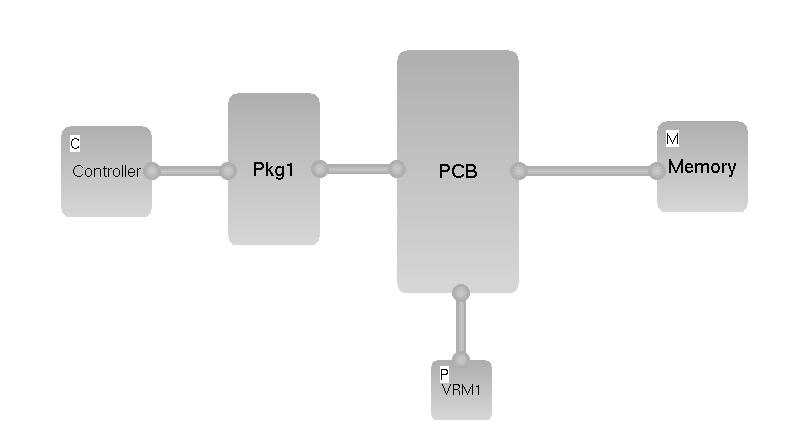 C
Controller
Pkg1
PCB
M
Memory
P
VRM1